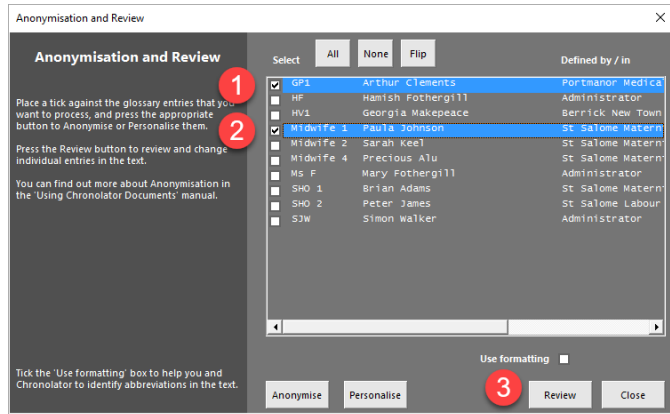 Anonymisation and Review
Anonymisation and Review
Place a tick against the glossary entries that you
want to process, and press the appropriate
button to Anonymise or Personalise them.
Press the Review button to review and change
individual entries in the text.
You can find out more about Anonymisation in
the 'Using Chronolator Documents' manual.
Tick the 'Use formatting' box to help you and
Chronolator to identify abbreviations in the text.
1
2
Select All None Flip Defined by / in
GP1 Arthur Clements Portmanor Medica
HF Hamish Fothergill Administrator
HV1 Georgia Makepeace Berrick New Town
Midwife 1 Paula Johnson St Salome Matern
Midwife 2 Sarah Keel St Salome Matern
Midwife 4 Precious Alu St Salome Matern
Ms F Mary Fothergill Administrator
SHO 1 Brian Adams St Salome Matern
SHO 2 Peter James St Salome Labour
SJW Simon Walker Administrator
Use formatting
3
Anonymise Personalise Review Close